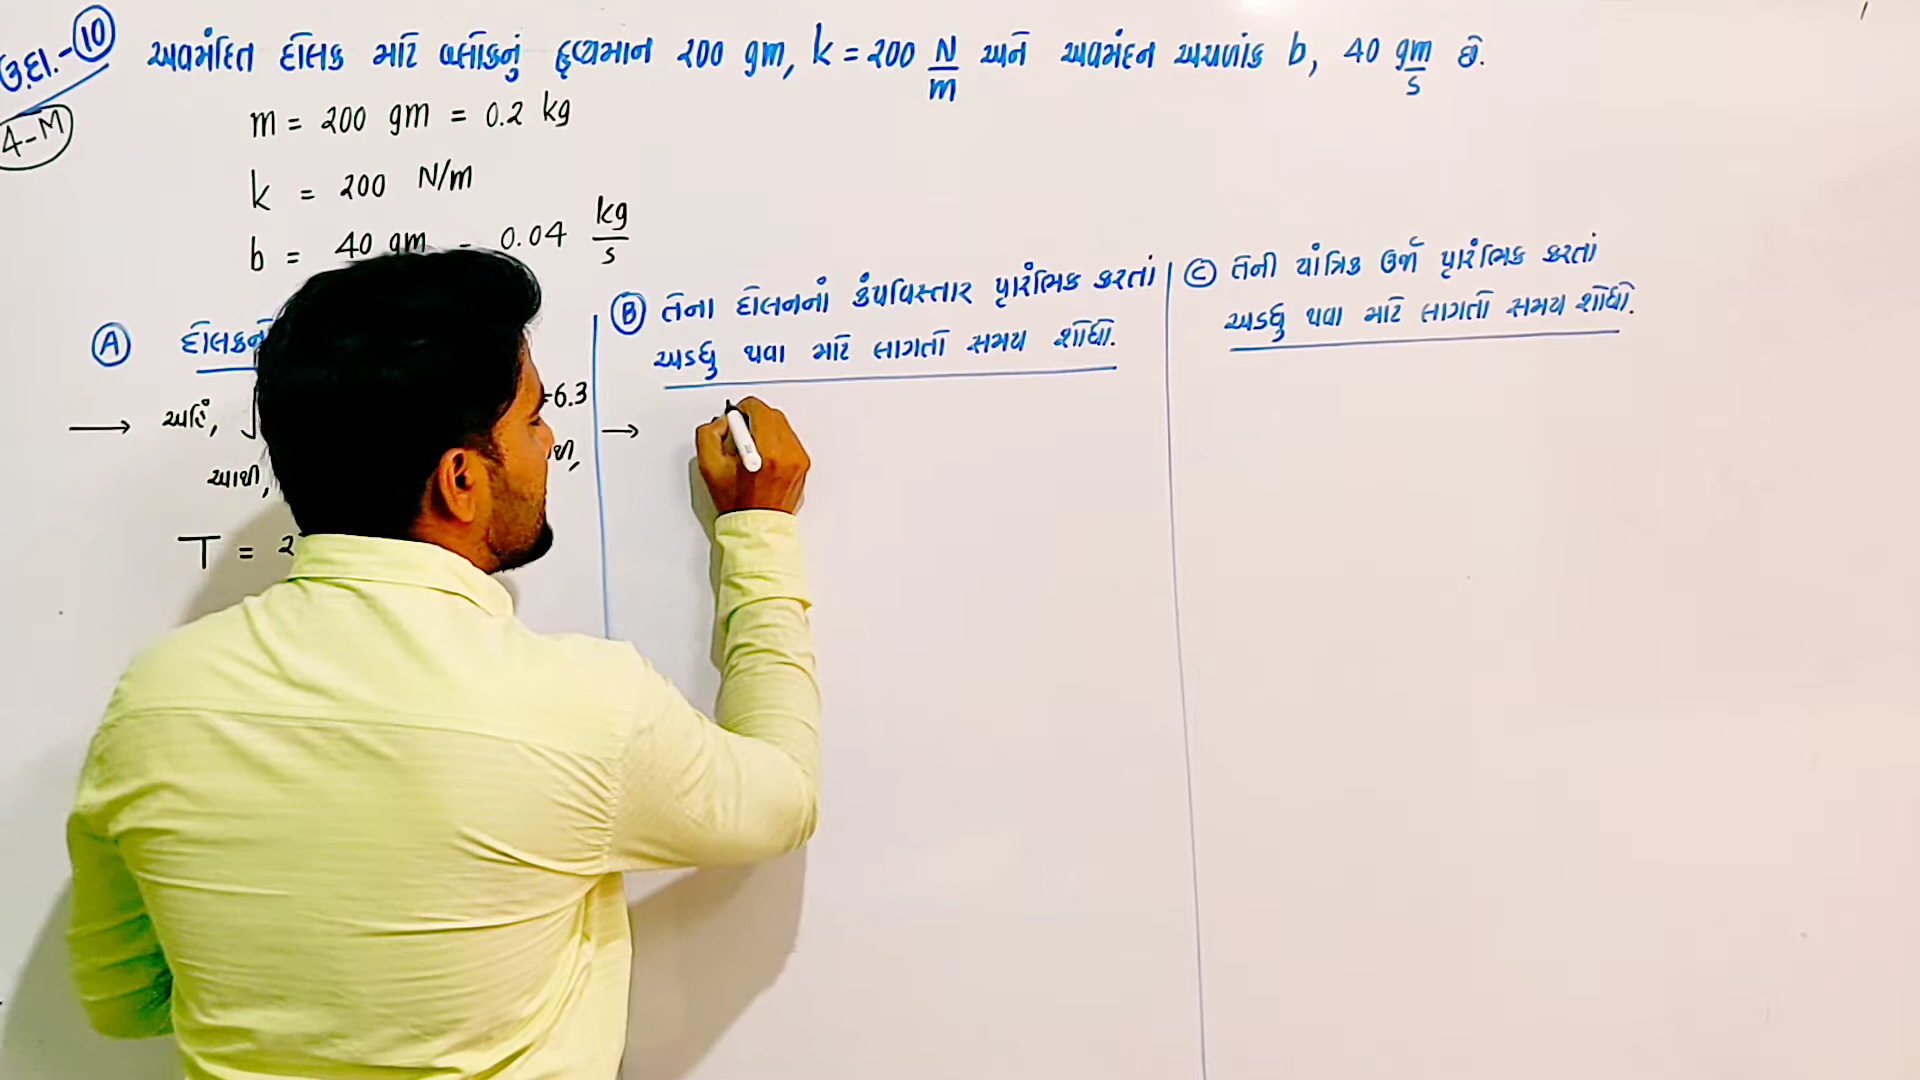 ઉદા.-10 અવમંદિત દોલક માટે બ્લોકનું દ્રવ્યમાન 200 gm, k = 200 N/m અને અવમંદન અચળાંક b, 40 gm/s છે.
4-M
m = 200 gm = 0.2 kg
k = 200 N/m
b = 40 gm = 0.04 kg/s
A દોલકનો
→ અહિં, √ =6.3
આથી,
T = 2
B તેના દોલનનાં કંપવિસ્તાર પ્રારંભિક કરતાં
અડધુ થવા માટે લાગતો સમય શોધો.
→
C તેની યાંત્રિક ઉર્જા પ્રારંભિક કરતાં
અડધુ થવા માટે લાગતો સમય શોધો.